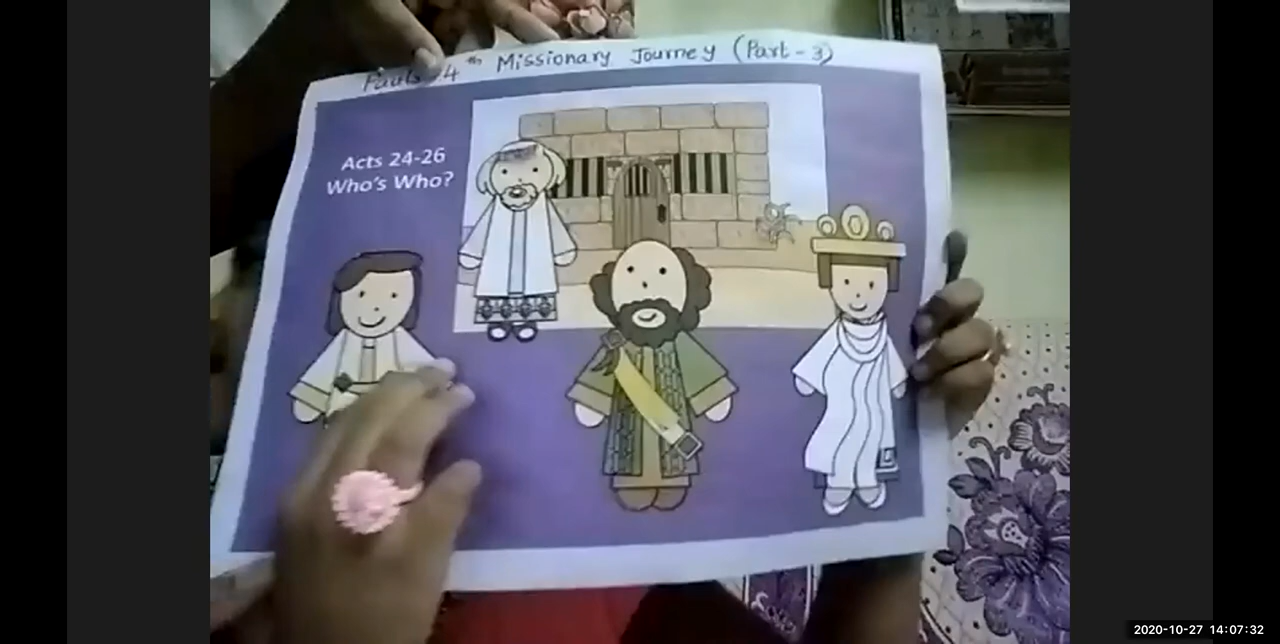 Pauls 4th Missionary Journey (Part-3)
Acts 24-26
Who's Who?
2020-10-27 14:07:32